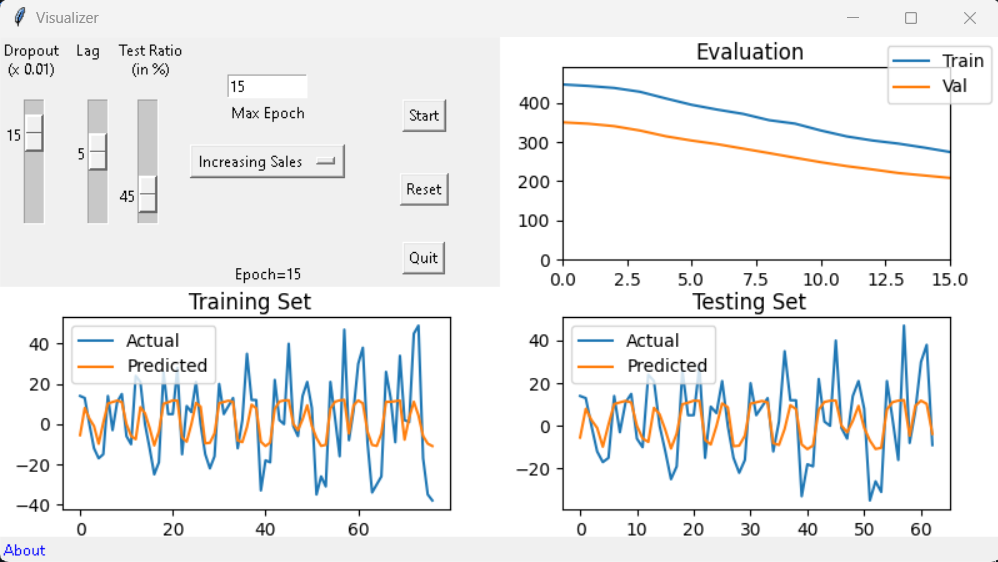 Visualizer
Dropout
(x 0.01)
Lag
Test Ratio
(in %)
15
5
45
15
Max Epoch
Increasing Sales
Start
Reset
Quit
Epoch=15
Evaluation
Train
Val
400
300
200
100
0
0.0 2.5 5.0 7.5 10.0 12.5 15.0
Training Set
Actual
Predicted
40
20
0
−20
−40
0 20 40 60
Testing Set
Actual
Predicted
40
20
0
−20
0 10 20 30 40 50 60
About